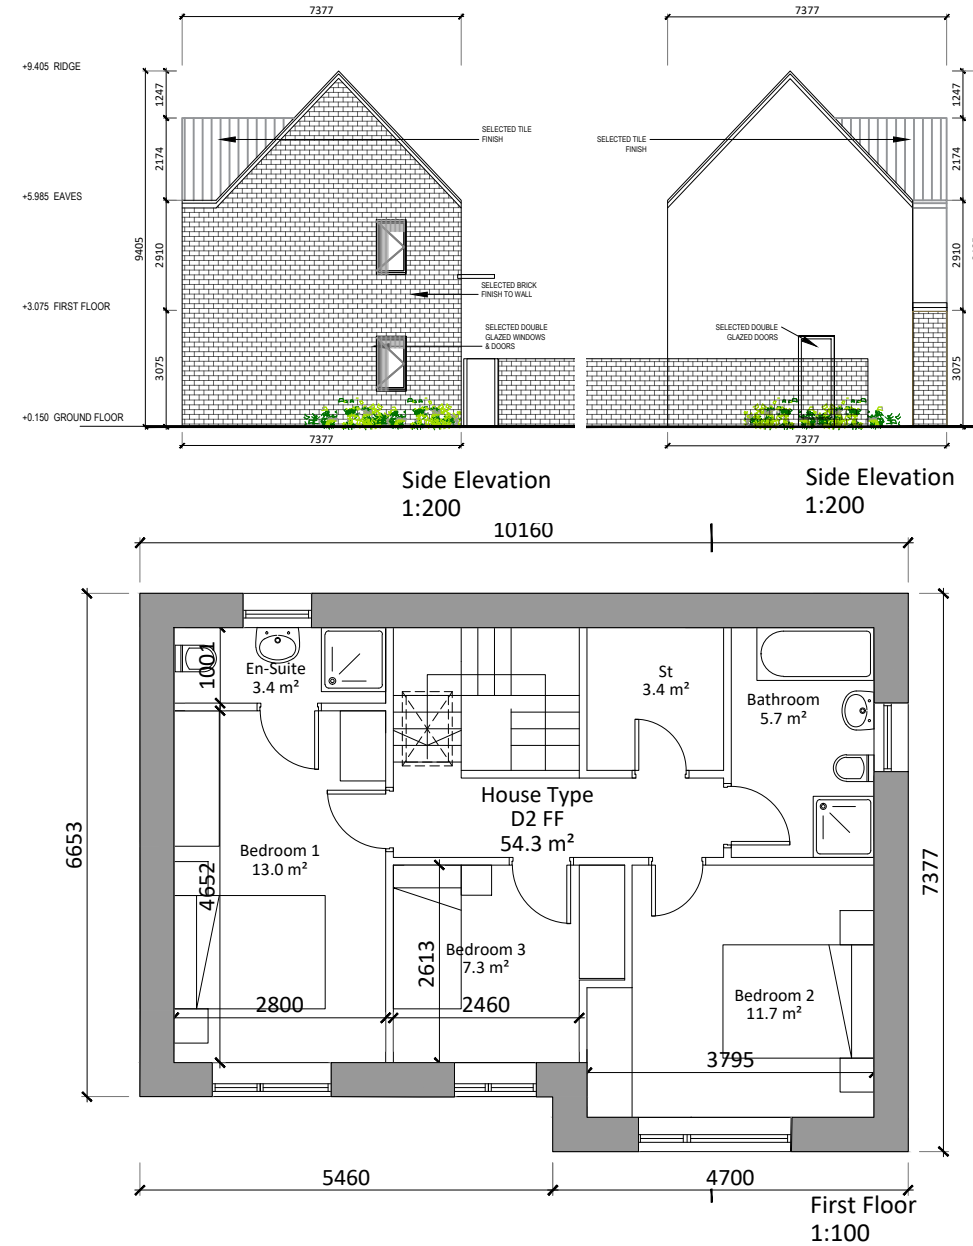 7377
7377
+9.405 RIDGE
1247
1247
SELECTED TILE
FINISH
SELECTED TILE
FINISH
2174
2174
+5.985 EAVES
9405
2910
2910
SELECTED BRICK
FINISH TO WALL
+3.075 FIRST FLOOR
SELECTED DOUBLE
GLAZED WINDOWS
& DOORS
SELECTED DOUBLE
GLAZED DOORS
3075
3075
+0.150 GROUND FLOOR
7377
7377
Side Elevation
1:200
Side Elevation
1:200
10160
1001
En-Suite
3.4 m²
St
3.4 m²
Bathroom
5.7 m²
House Type
D2 FF
54.3 m²
6653
Bedroom 1
13.0 m²
4652
7377
2613
Bedroom 3
7.3 m²
Bedroom 2
11.7 m²
2800
2460
3795
5460
4700
First Floor
1:100